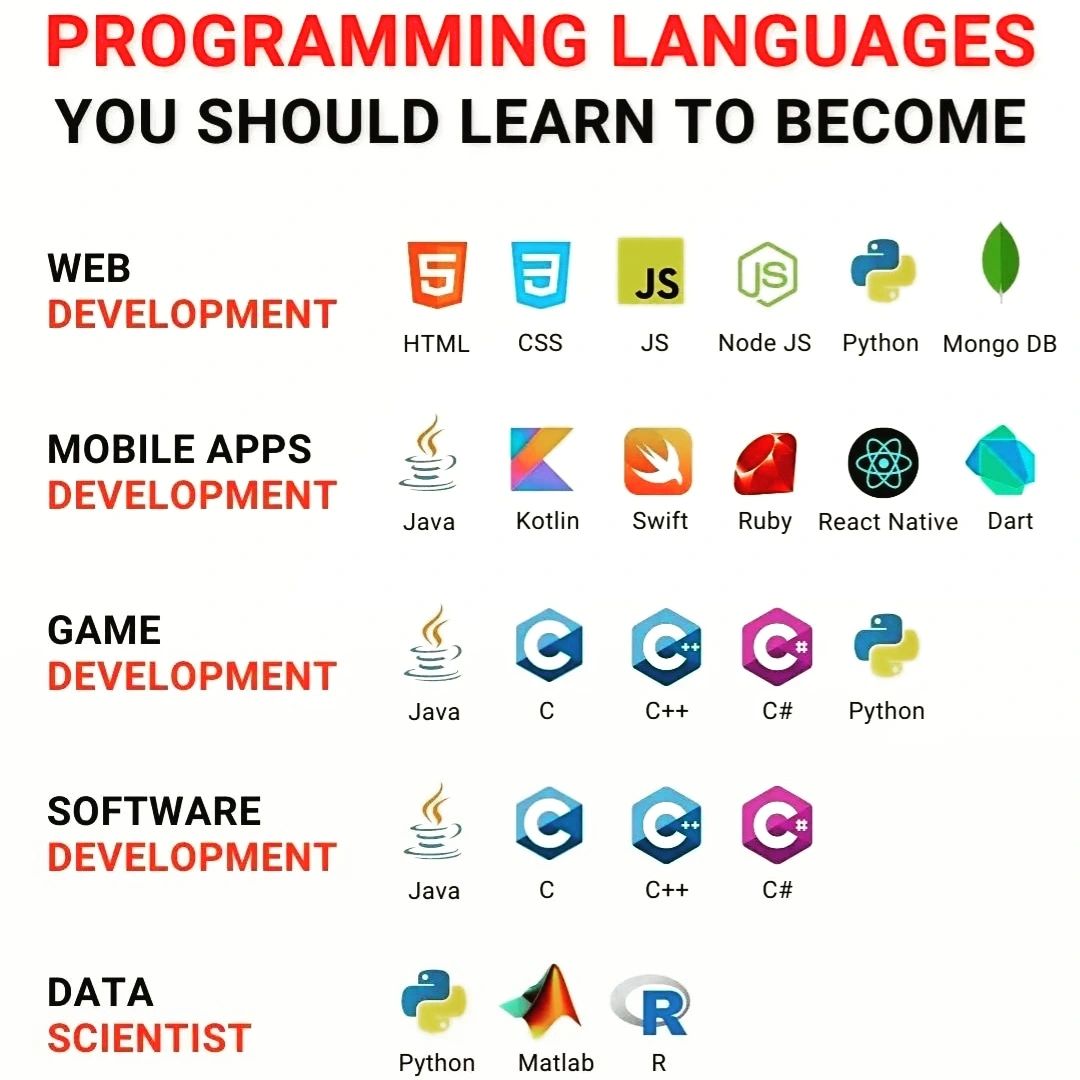 PROGRAMMING LANGUAGES
YOU SHOULD LEARN TO BECOME
WEB
DEVELOPMENT
5
3
JS
JS
HTML CSS JS Node JS Python Mongo DB
MOBILE APPS
DEVELOPMENT
Java Kotlin Swift Ruby React Native Dart
GAME
DEVELOPMENT
C
C++
C#
Java C C++ C# Python
SOFTWARE
DEVELOPMENT
C
C++
C#
Java C C++ C#
DATA
SCIENTIST
R
Python Matlab R